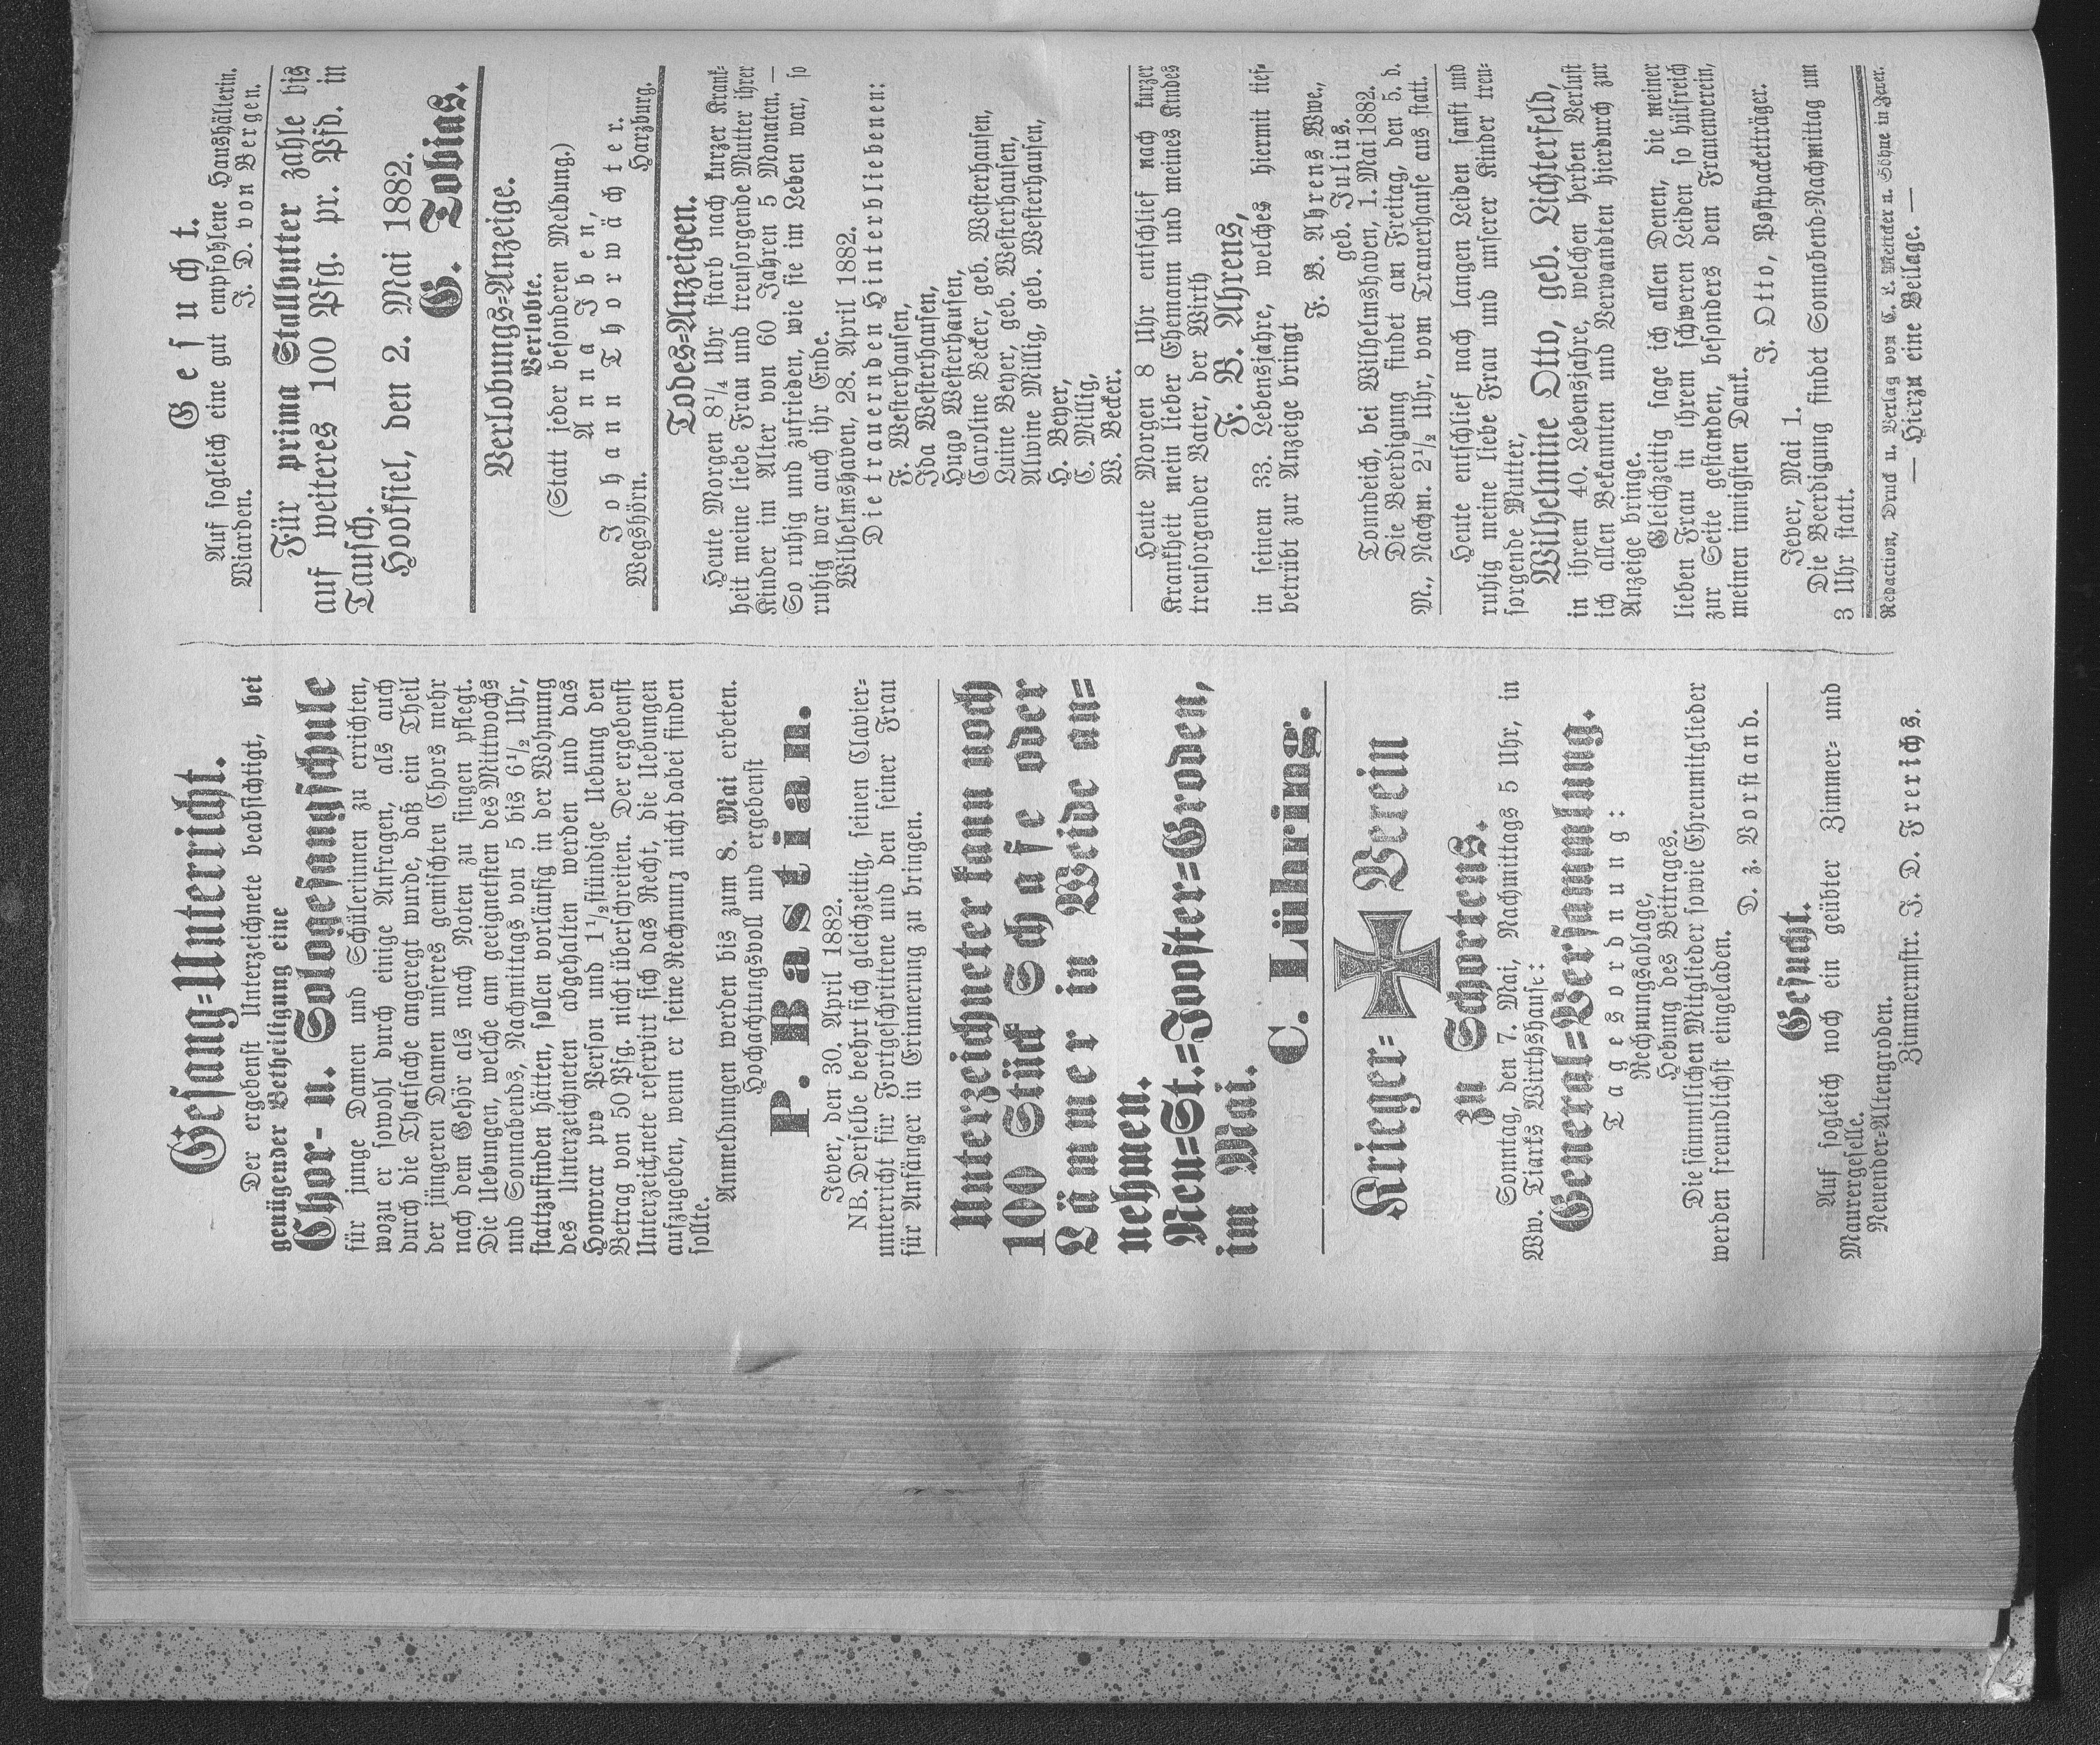 Gesang=Unterricht.
Der ergebenst Unterzeichnete beabsichtigt, bei
genügender Betheiligung eine
Chor- u. Sologesangschule
für junge Damen und Schülerinnen zu errichten,
wozu er sowohl durch einige Anfragen, als auch
durch die Thatsache angeregt wurde, daß ein Theil
der jüngeren Damen unseres gemischten Chors mehr
nach dem Gehör als nach Noten zu singen pflegt.
Die Uebungen, welche am geeignetsten des Mittwochs
und Sonnabends, Nachmittags von 5 bis 6½ Uhr,
stattzufinden hätten, sollen vorläufig in der Wohnung
des Unterzeichneten abgehalten werden und das
Honorar pro Person und 1½stündige Uebung den
Betrag von 50 Pfg. nicht überschreiten. Der ergebenst
Unterzeichnete reservirt sich das Recht, die Uebungen
aufzugeben, wenn er seine Rechnung nicht dabei finden
sollte.
Anmeldungen werden bis zum 8. Mai erbeten.
Hochachtungsvoll und ergebenst
P. Bastian.
Jever, den 30. April 1882.
NB. Derselbe beehrt sich gleichzeitig, seinen Clavier=
unterricht für Fortgeschrittene und den seiner Frau
für Anfänger in Erinnerung zu bringen.
Unterzeichneter kann noch
100 Stück Schafe oder
Lämmer in Weide an=
nehmen.
Neu=St.=Jooster=Groden,
im Mai.
C. Lühring.
Krieger= Verein
zu Schortens.
Sonntag, den 7. Mai, Nachmittags 5 Uhr, in
Ww. Tiarks Wirthshause:
General=Versammlung.
Tagesordnung:
Rechnungsablage,
Hebung des Beitrages.
Die sämmtlichen Mitglieder sowie Ehrenmitglieder
werden freundlichst eingeladen.
D. z. Vorstand.
Gesucht.
Auf sogleich noch ein geübter Zimmer= und
Maurergeselle.
Neuender=Altengroden.
Zimmermstr. J. D. Frerichs.
Gesucht.
Auf sogleich eine gut empfohlene Haushälterin.
Wiarden. J. D. von Bergen.
Für prima Stallbutter zahle bis
auf weiteres 100 Pfg. pr. Pfd. in
Tausch.
Hooksiel, den 2. Mai 1882.
G. Tobias.
Verlobungs=Anzeige.
Verlobte.
(Statt jeder besonderen Meldung.)
Anna Iben,
Johann Thorwächter.
Wegshörn. Harzburg.
Todes=Anzeigen.
Heute Morgen 8¼ Uhr starb nach kurzer Krank=
heit meine liebe Frau und treusorgende Mutter ihrer
Kinder im Alter von 60 Jahren 5 Monaten. —
So ruhig und zufrieden, wie sie im Leben war, so
ruhig war auch ihr Ende.
Wilhelmshaven, 28. April 1882.
Die trauernden Hinterbliebenen:
F. Westerhausen,
Ida Westerhausen,
Hugo Westerhausen,
Caroline Becker, geb. Westerhausen,
Luine Beyer, geb. Westerhausen,
Alwine Millig, geb. Westerhausen,
H. Beyer,
C. Millig,
W. Becker.
Heute Morgen 8 Uhr entschlief nach kurzer
Krankheit mein lieber Ehemann und meines Kindes
treusorgender Vater, der Wirth
F. B. Ahrens,
in seinem 33. Lebensjahre, welches hiermit tief=
betrübt zur Anzeige bringt
F. B. Ahrens Wwe.,
geb. Julius.
Tonndeich, bei Wilhelmshaven, 1. Mai 1882.
Die Beerdigung findet am Freitag, den 5. d.
M., Nachm. 2½ Uhr, vom Trauerhause aus statt.
Heute entschlief nach langen Leiden sanft und
ruhig meine liebe Frau und unserer Kinder treu=
sorgende Mutter,
Wilhelmine Otto, geb. Lichterfeld,
in ihrem 40. Lebensjahre, welchen herben Verlust
ich allen Bekannten und Verwandten hierdurch zur
Anzeige bringe.
Gleichzeitig sage ich allen Denen, die meiner
lieben Frau in ihrem schweren Leiden so hülfreich
zur Seite gestanden, besonders dem Frauenverein,
meinen innigsten Dank.
J. Otto, Postpacketträger.
Jever, Mai 1.
Die Beerdigung findet Sonnabend=Nachmittag um
3 Uhr statt.
Redaction, Druck u. Verlag von C. L. Mettcker u. Söhne in Jever.
— Hierzu eine Beilage. —